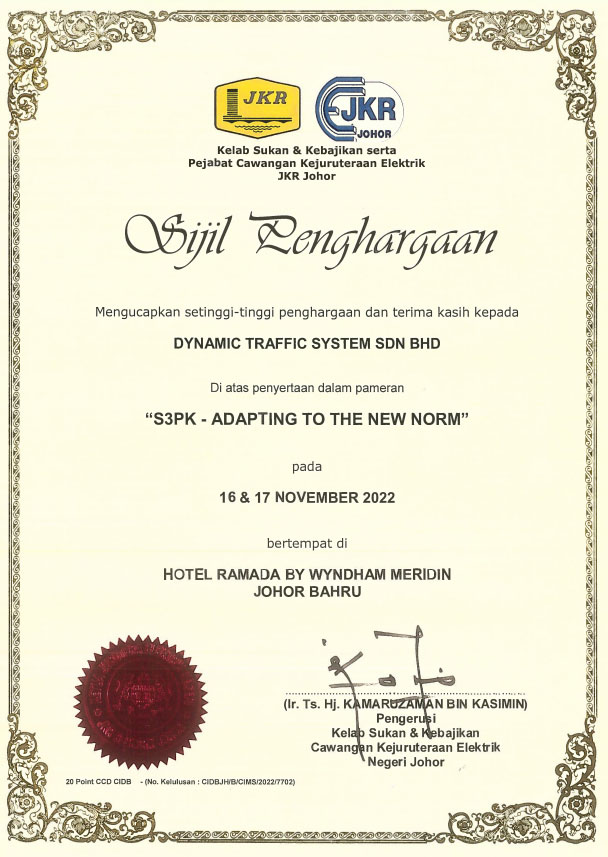 JKR
CEJKR
JOHOR
Kelab Sukan & Kebajikan serta
Pejabat Cawangan Kejuruteraan Elektrik
JKR Johor
Sijil Penghargaan
Mengucapkan setinggi-tinggi penghargaan dan terima kasih kepada
DYNAMIC TRAFFIC SYSTEM SDN BHD
Di atas penyertaan dalam pameran
“S3PK - ADAPTING TO THE NEW NORM”
pada
16 & 17 NOVEMBER 2022
bertempat di
HOTEL RAMADA BY WYNDHAM MERIDIN
JOHOR BAHRU
(Ir. Ts. Hj. KAMARUZAMAN BIN KASIMIN)
Pengerusi
Kelab Sukan & Kebajikan
Cawangan Kejuruteraan Elektrik
Negeri Johor
20 Point CCD CIDB - (No. Kelulusan : CIDBJH/B/CIMS/2022/7702)